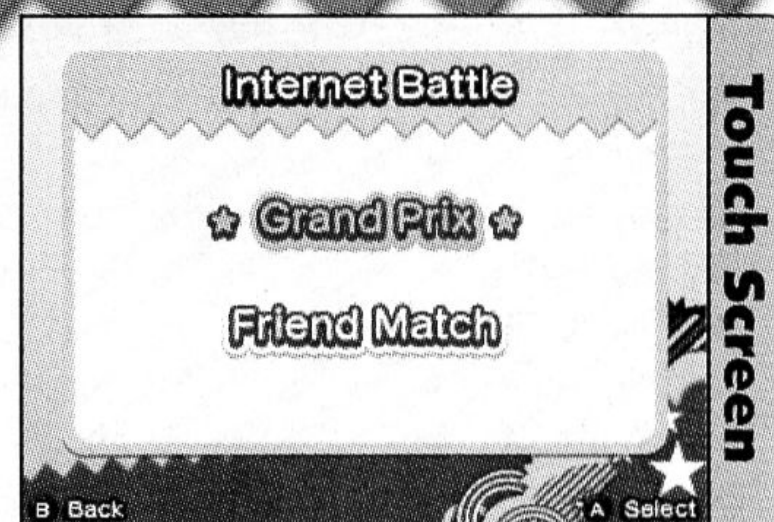 Internet Battle
Grand Prix
Friend Match
B Back
A Select
Touch Screen